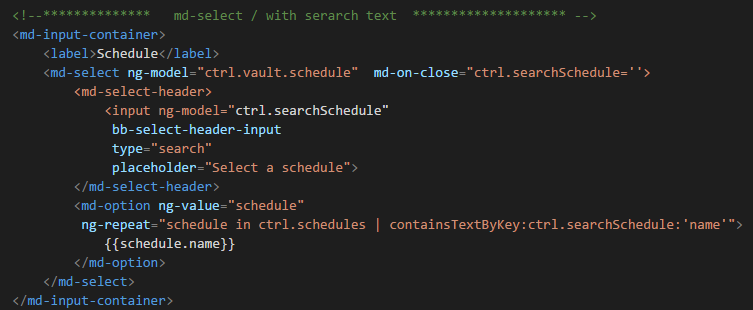 <!--************** md-select / with serarch text ******************** -->
<md-input-container>
<label>Schedule</label>
<md-select ng-model="ctrl.vault.schedule" md-on-close="ctrl.searchSchedule=''>
<md-select-header>
<input ng-model="ctrl.searchSchedule"
bb-select-header-input
type="search"
placeholder="Select a schedule">
</md-select-header>
<md-option ng-value="schedule"
ng-repeat="schedule in ctrl.schedules | containsTextByKey:ctrl.searchSchedule:'name'">
{{schedule.name}}
</md-option>
</md-select>
</md-input-container>